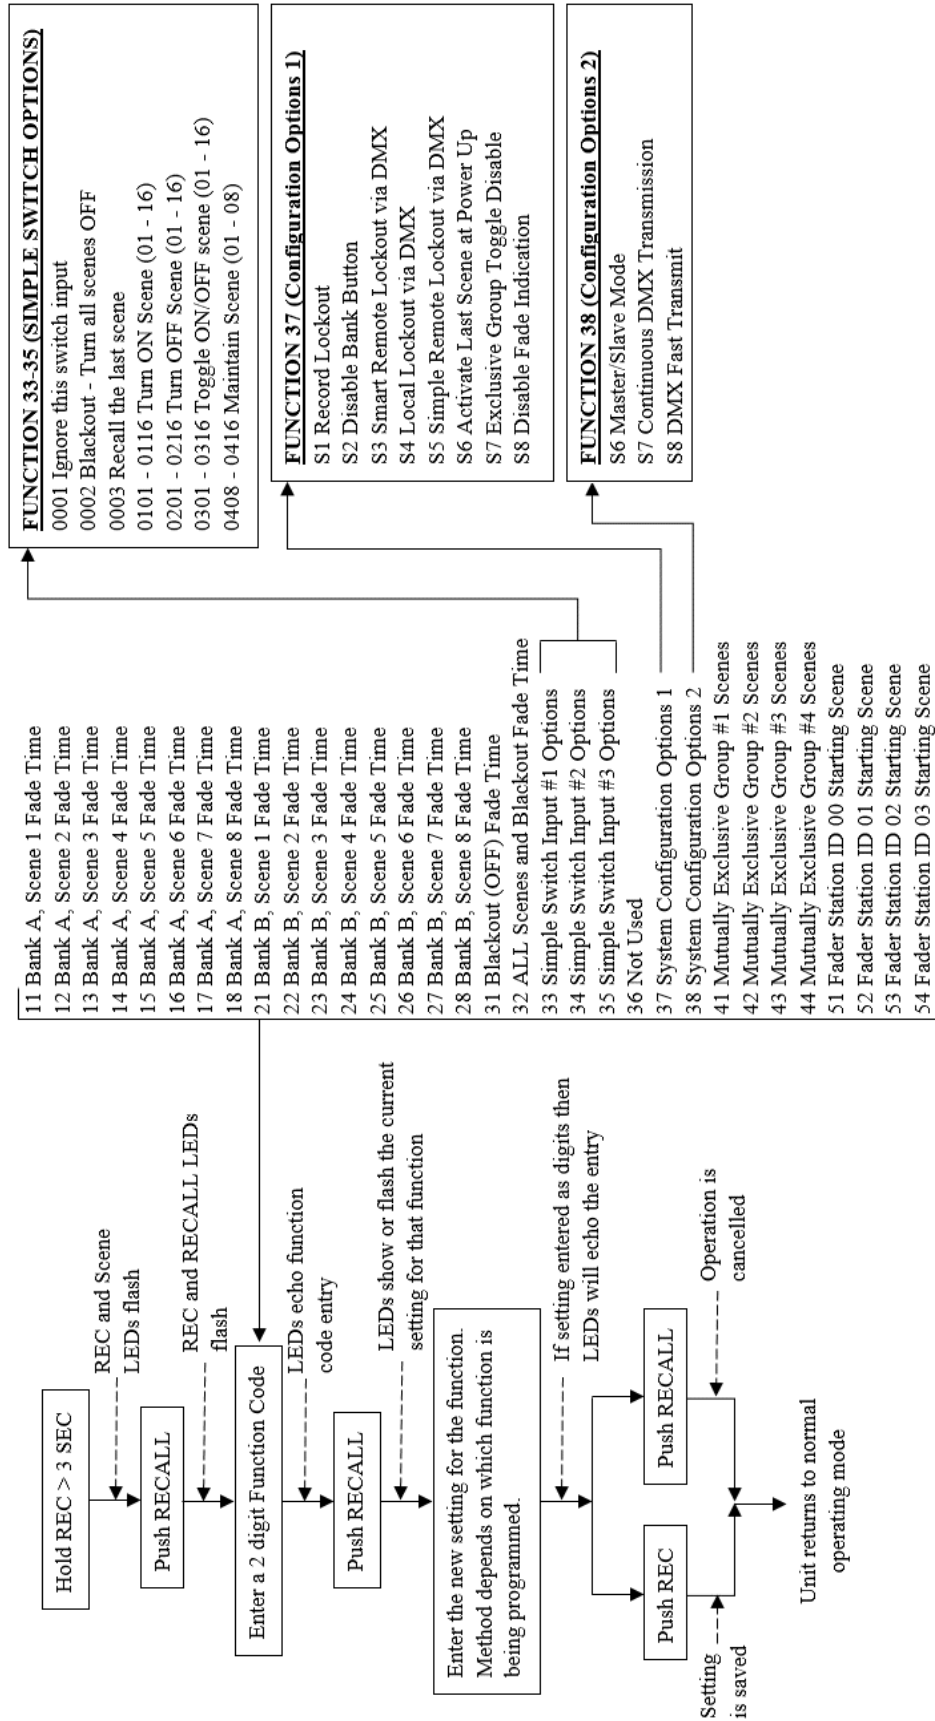 Hold REC > 3 SEC
REC and Scene
LEDs flash
Push RECALL
REC and RECALL LEDs
flash
Enter a 2 digit Function Code
LEDs echo function
code entry
Push RECALL
LEDs show or flash the current
setting for that function
Enter the new setting for the function.
Method depends on which function is
being programmed.
If setting entered as digits then
LEDs will echo the entry
Push REC
Push RECALL
Setting
is saved
Operation is
cancelled
Unit returns to normal
operating mode
11 Bank A, Scene 1 Fade Time
12 Bank A, Scene 2 Fade Time
13 Bank A, Scene 3 Fade Time
14 Bank A, Scene 4 Fade Time
15 Bank A, Scene 5 Fade Time
16 Bank A, Scene 6 Fade Time
17 Bank A, Scene 7 Fade Time
18 Bank A, Scene 8 Fade Time
21 Bank B, Scene 1 Fade Time
22 Bank B, Scene 2 Fade Time
23 Bank B, Scene 3 Fade Time
24 Bank B, Scene 4 Fade Time
25 Bank B, Scene 5 Fade Time
26 Bank B, Scene 6 Fade Time
27 Bank B, Scene 7 Fade Time
28 Bank B, Scene 8 Fade Time
31 Blackout (OFF) Fade Time
32 ALL Scenes and Blackout Fade Time
33 Simple Switch Input #1 Options
34 Simple Switch Input #2 Options
35 Simple Switch Input #3 Options
36 Not Used
37 System Configuration Options 1
38 System Configuration Options 2
41 Mutually Exclusive Group #1 Scenes
42 Mutually Exclusive Group #2 Scenes
43 Mutually Exclusive Group #3 Scenes
44 Mutually Exclusive Group #4 Scenes
51 Fader Station ID 00 Starting Scene
52 Fader Station ID 01 Starting Scene
53 Fader Station ID 02 Starting Scene
54 Fader Station ID 03 Starting Scene
FUNCTION 33-35 (SIMPLE SWITCH OPTIONS)
0001 Ignore this switch input
0002 Blackout - Turn all scenes OFF
0003 Recall the last scene
0101 - 0116 Turn ON Scene (01 - 16)
0201 - 0216 Turn OFF Scene (01 - 16)
0301 - 0316 Toggle ON/OFF scene (01 - 16)
0408 - 0416 Maintain Scene (01 - 08)
FUNCTION 37 (Configuration Options 1)
S1 Record Lockout
S2 Disable Bank Button
S3 Smart Remote Lockout via DMX
S4 Local Lockout via DMX
S5 Simple Remote Lockout via DMX
S6 Activate Last Scene at Power Up
S7 Exclusive Group Toggle Disable
S8 Disable Fade Indication
FUNCTION 38 (Configuration Options 2)
S6 Master/Slave Mode
S7 Continuous DMX Transmission
S8 DMX Fast Transmit